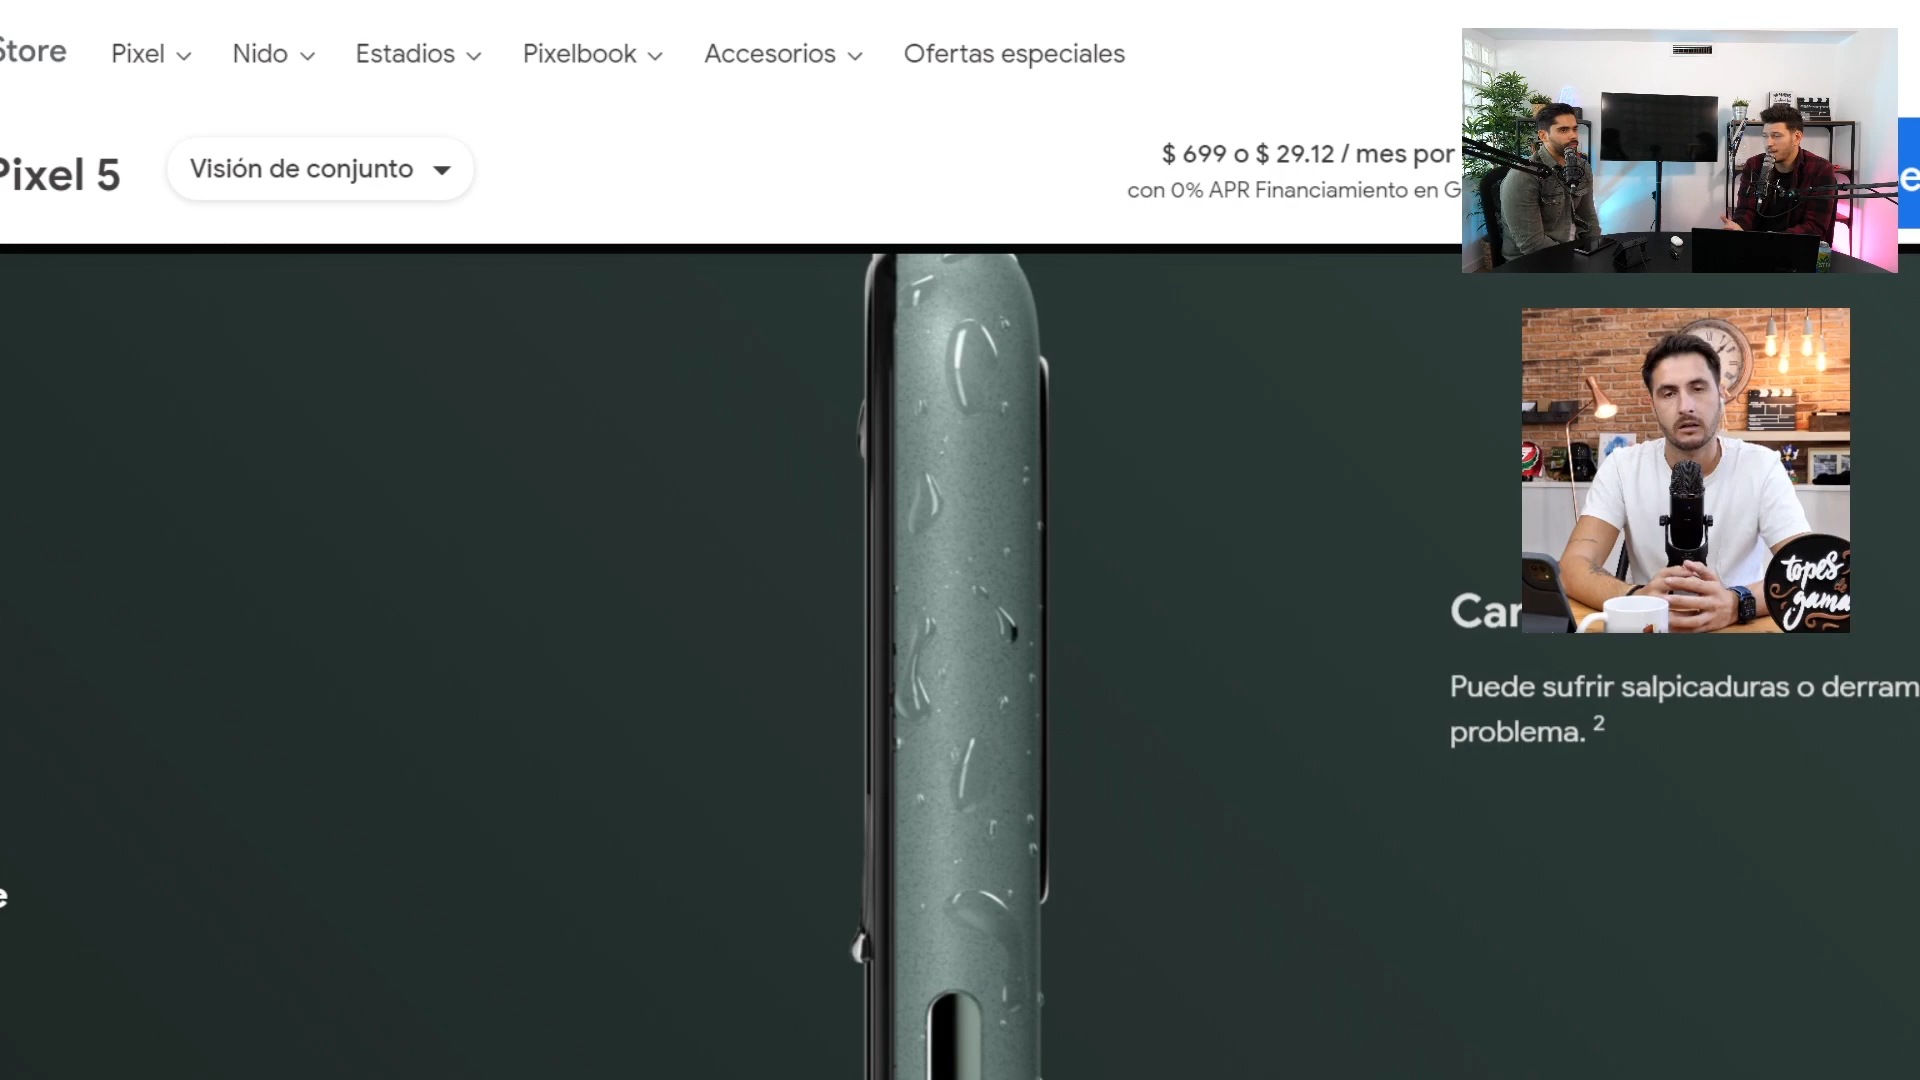 Store
Pixel
Nido
Estadios
Pixelbook
Accesorios
Ofertas especiales
Pixel 5
Visión de conjunto
$ 699 o $ 29.12 / mes por
con 0% APR Financiamiento en G
e
topes
de
gama
Car
Puede sufrir salpicaduras o derram
problema. 2
e